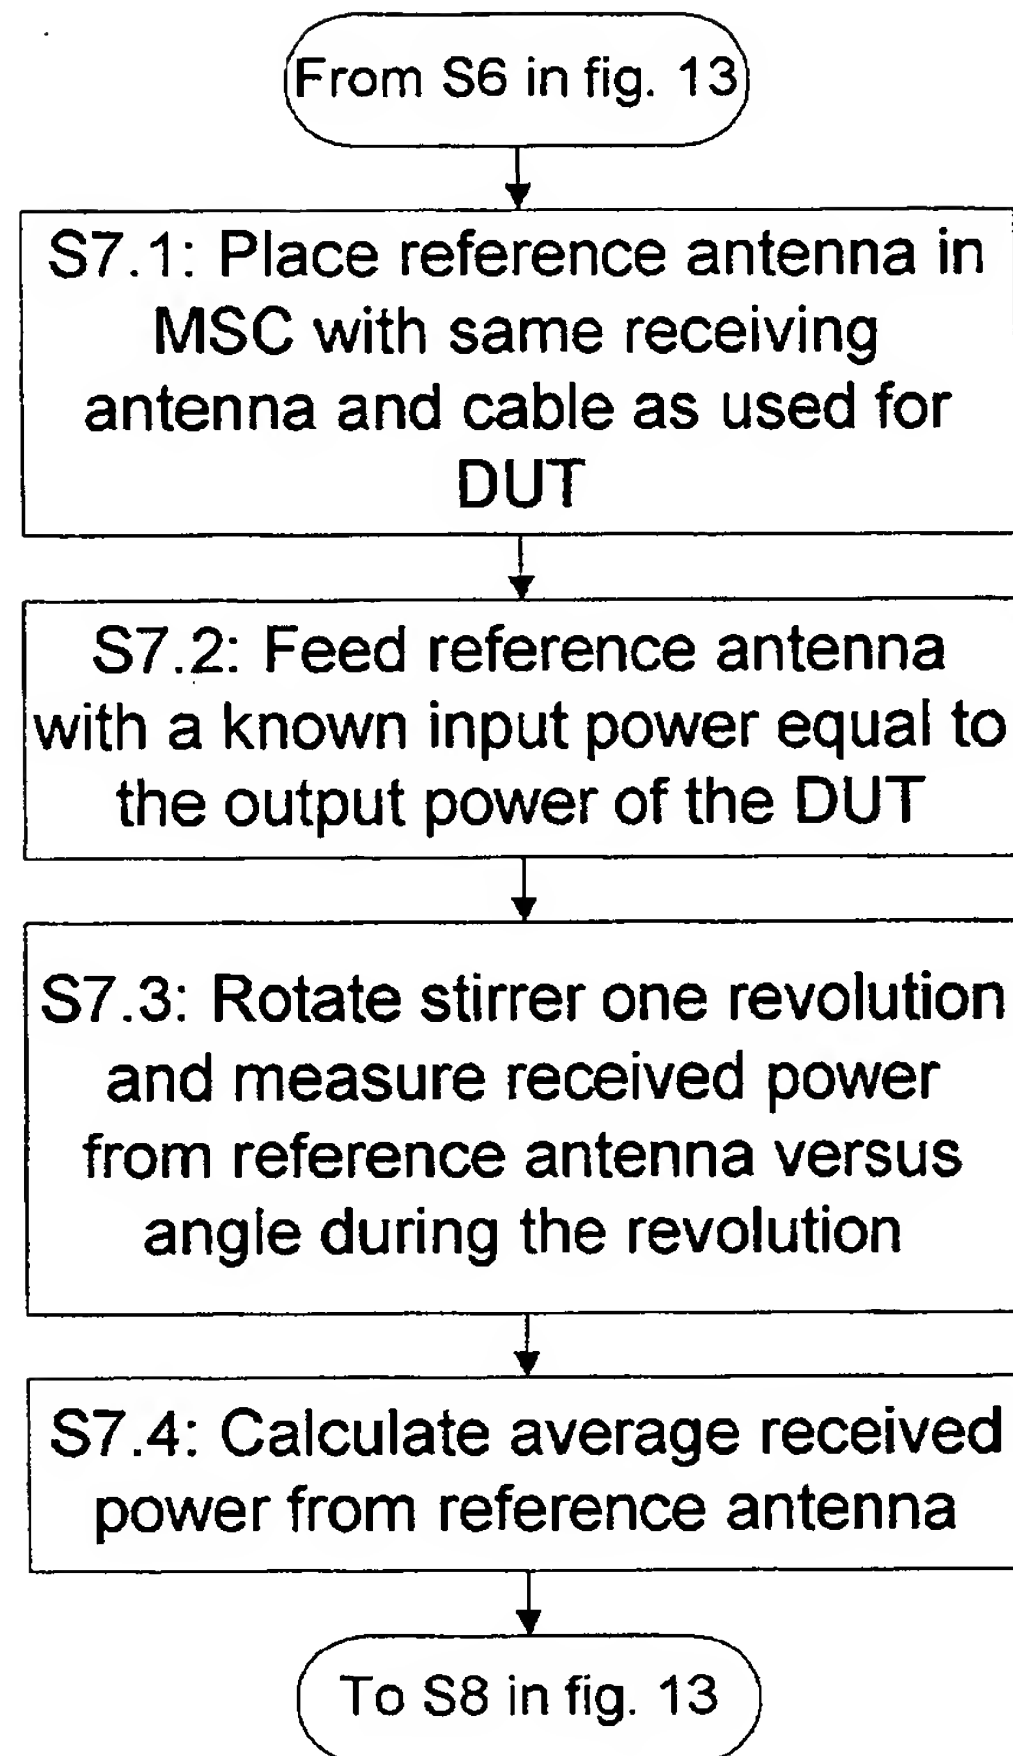 From S6 in fig. 13
S7.1: Place reference antenna in
MSC with same receiving
antenna and cable as used for
DUT
S7.2: Feed reference antenna
with a known input power equal to
the output power of the DUT
S7.3: Rotate stirrer one revolution
and measure received power
from reference antenna versus
angle during the revolution
S7.4: Calculate average received
power from reference antenna
To S8 in fig. 13